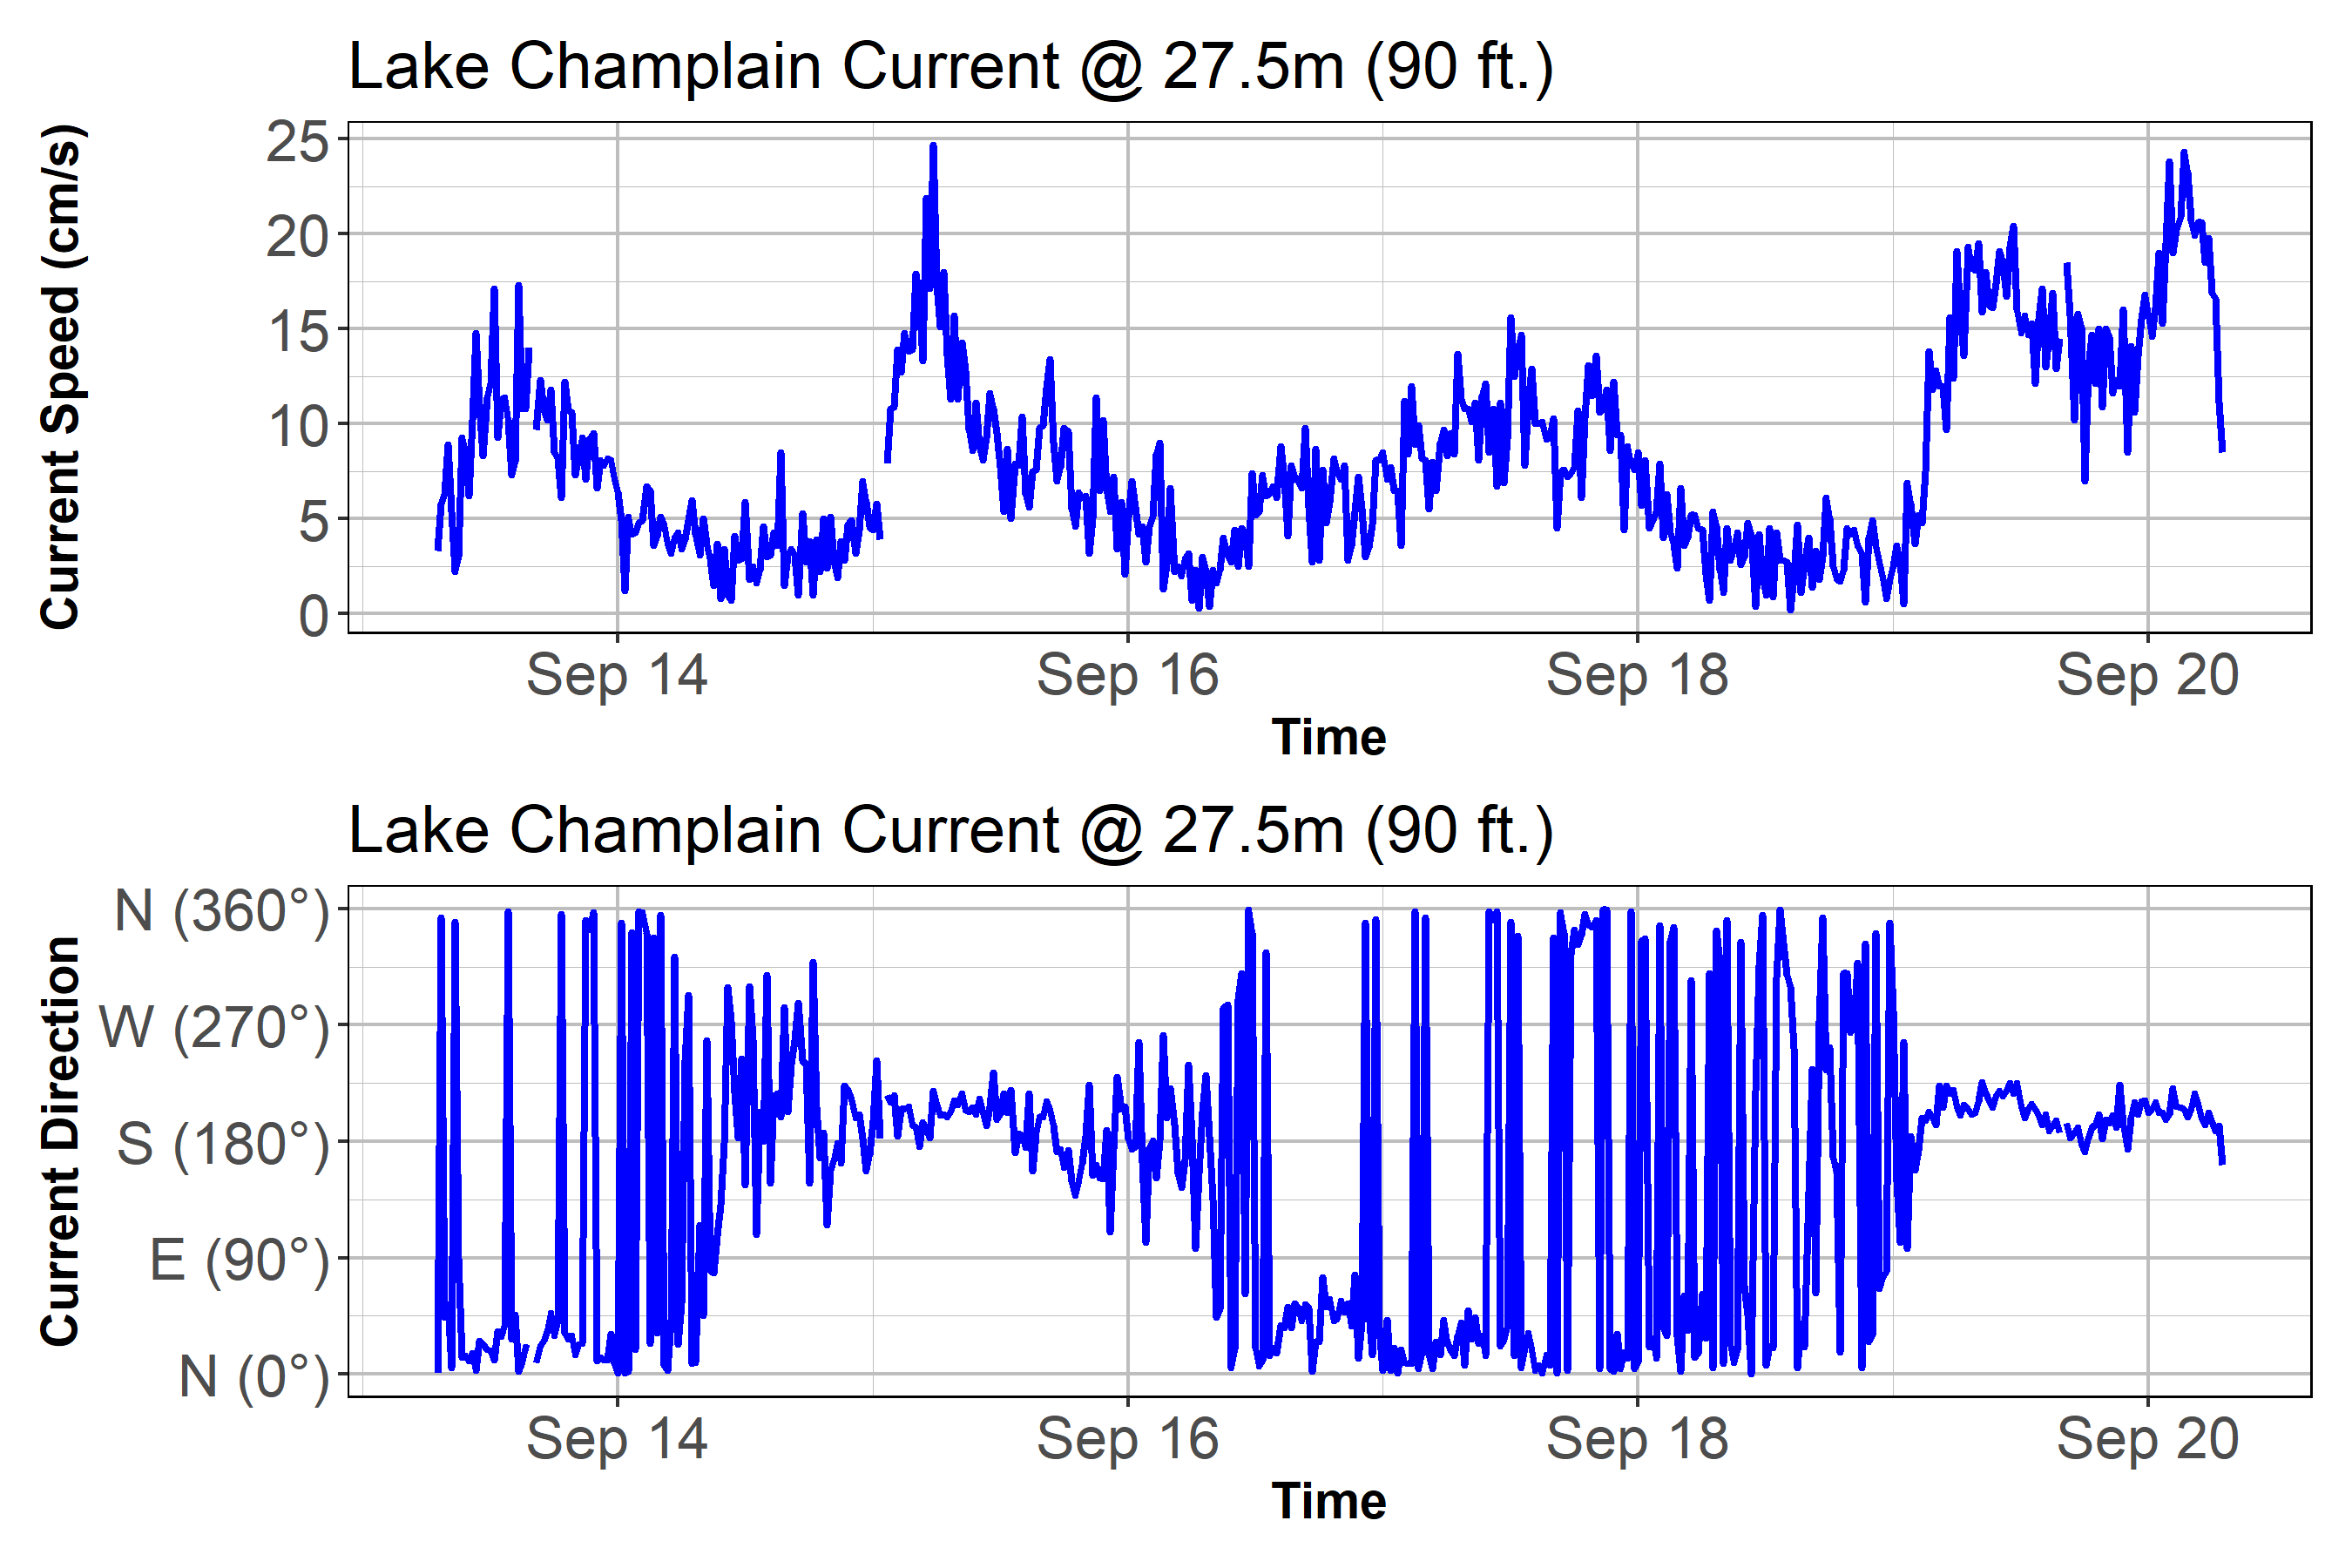 Lake Champlain Current @ 27.5m (90 ft.)
Current Speed (cm/s)
25
20
15
10
5
0
Sep 14 Sep 16 Sep 18 Sep 20
Time
Lake Champlain Current @ 27.5m (90 ft.)
Current Direction
N (360°)
W (270°)
S (180°)
E (90°)
N (0°)
Sep 14 Sep 16 Sep 18 Sep 20
Time